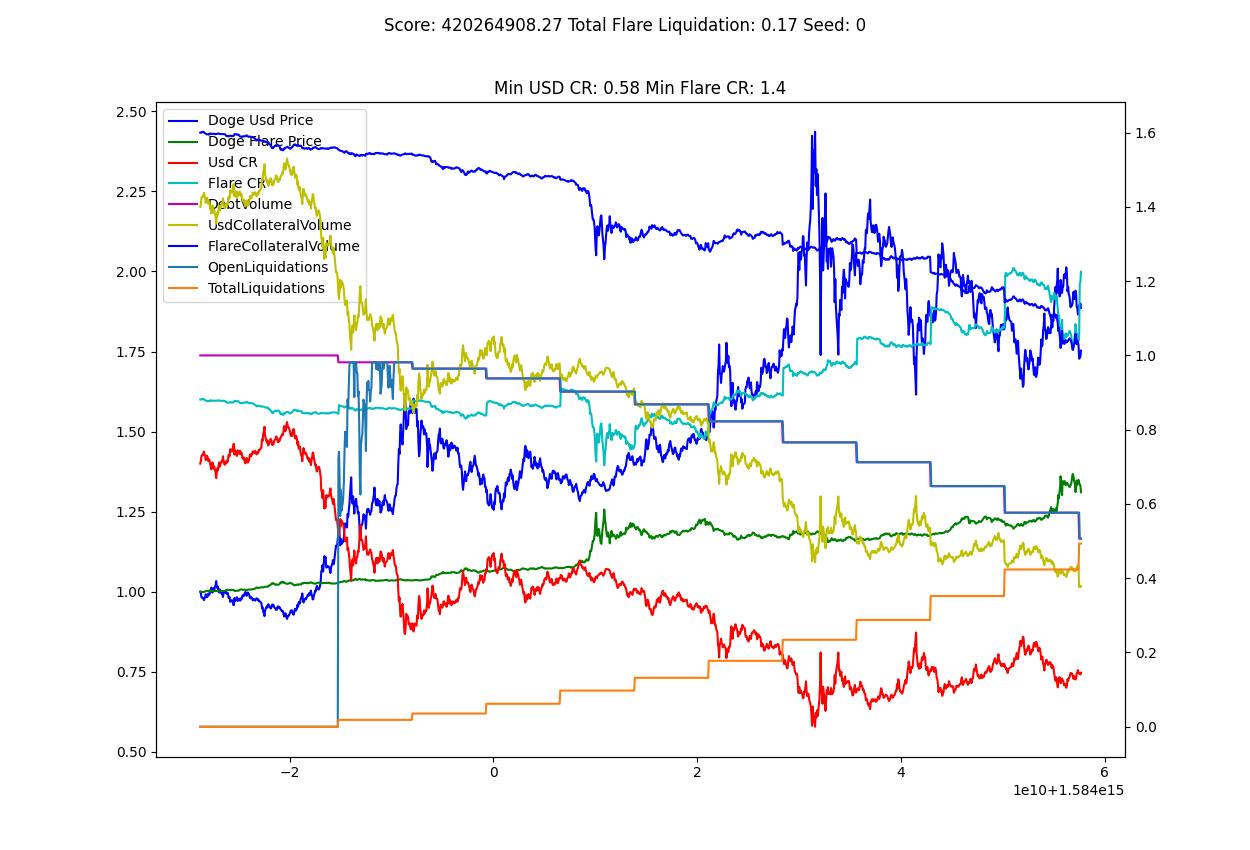 Score: 420264908.27 Total Flare Liquidation: 0.17 Seed: 0
Min USD CR: 0.58 Min Flare CR: 1.4
Doge Usd Price
Doge Flare Price
Usd CR
Flare CR
DebtVolume
UsdCollateralVolume
FlareCollateralVolume
OpenLiquidations
TotalLiquidations
2.50
2.25
2.00
1.75
1.50
1.25
1.00
0.75
0.50
1.6
1.4
1.2
1.0
0.8
0.6
0.4
0.2
0.0
−2 0 2 4 6
1e10+1.584e15